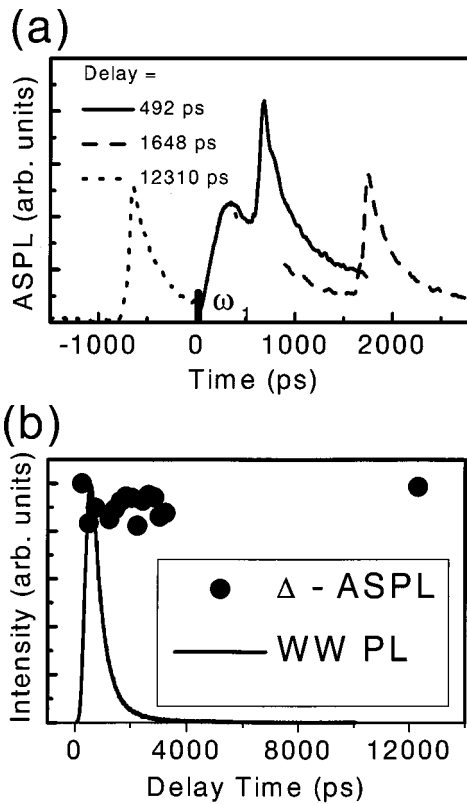 (a)
ASPL (arb. units)
Delay =
492 ps
1648 ps
12310 ps
ω1
-1000 0 1000 2000
Time (ps)
(b)
Intensity (arb. units)
Δ - ASPL
WW PL
0 4000 8000 12000
Delay Time (ps)